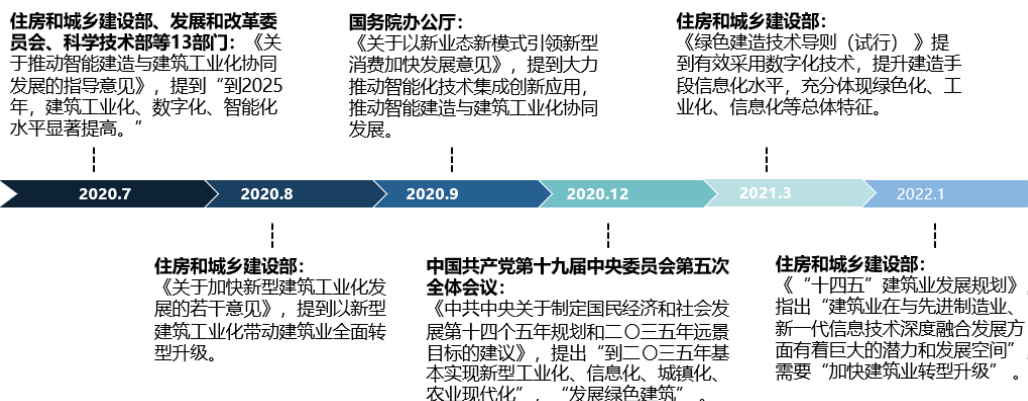 住房和城乡建设部、发展和改革委
员会、科学技术部等13部门：《关
于推动智能建造与建筑工业化协同
发展的指导意见》，提到“到2025
年，建筑工业化、数字化、智能化
水平显著提高。”
国务院办公厅：
《关于以新业态新模式引领新型
消费加快发展意见》，提到大力
推动智能化技术集成创新应用，
推动智能建造与建筑工业化协同
发展。
住房和城乡建设部：
《绿色建造技术导则（试行） 》提
到有效采用数字化技术，提升建造手
段信息化水平，充分体现绿色化、工
业化、信息化等总体特征。
2020.7
2020.8
2020.9
2020.12
2021.3
2022.1
住房和城乡建设部：
《关于加快新型建筑工业化发
展的若干意见》，提到以新型
建筑工业化带动建筑业全面转
型升级。
中国共产党第十九届中央委员会第五次
全体会议：
《中共中央关于制定国民经济和社会发
展第十四个五年规划和二〇三五年远景
目标的建议》，提出“到二〇三五年基
本实现新型工业化、信息化、城镇化、
农业现代化”，“发展绿色建筑” 。
住房和城乡建设部：
《“十四五”建筑业发展规划》，
指出“建筑业在与先进制造业、
新一代信息技术深度融合发展方
面有着巨大的潜力和发展空间”，
需要“加快建筑业转型升级” 。